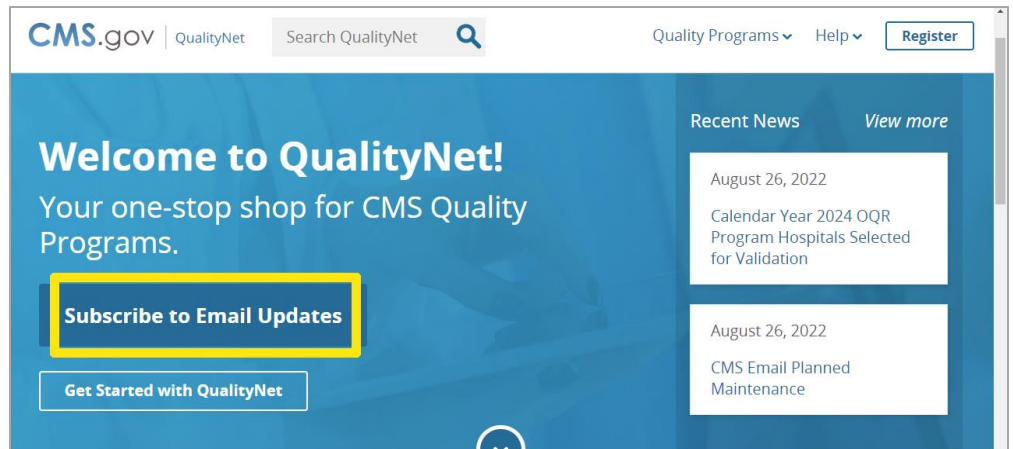 CMS.gov QualityNet
Search QualityNet
Quality Programs
Help
Register
Welcome to QualityNet!
Your one-stop shop for CMS Quality
Programs.
Subscribe to Email Updates
Get Started with QualityNet
Recent News
View more
August 26, 2022
Calendar Year 2024 OQR
Program Hospitals Selected
for Validation
August 26, 2022
CMS Email Planned
Maintenance